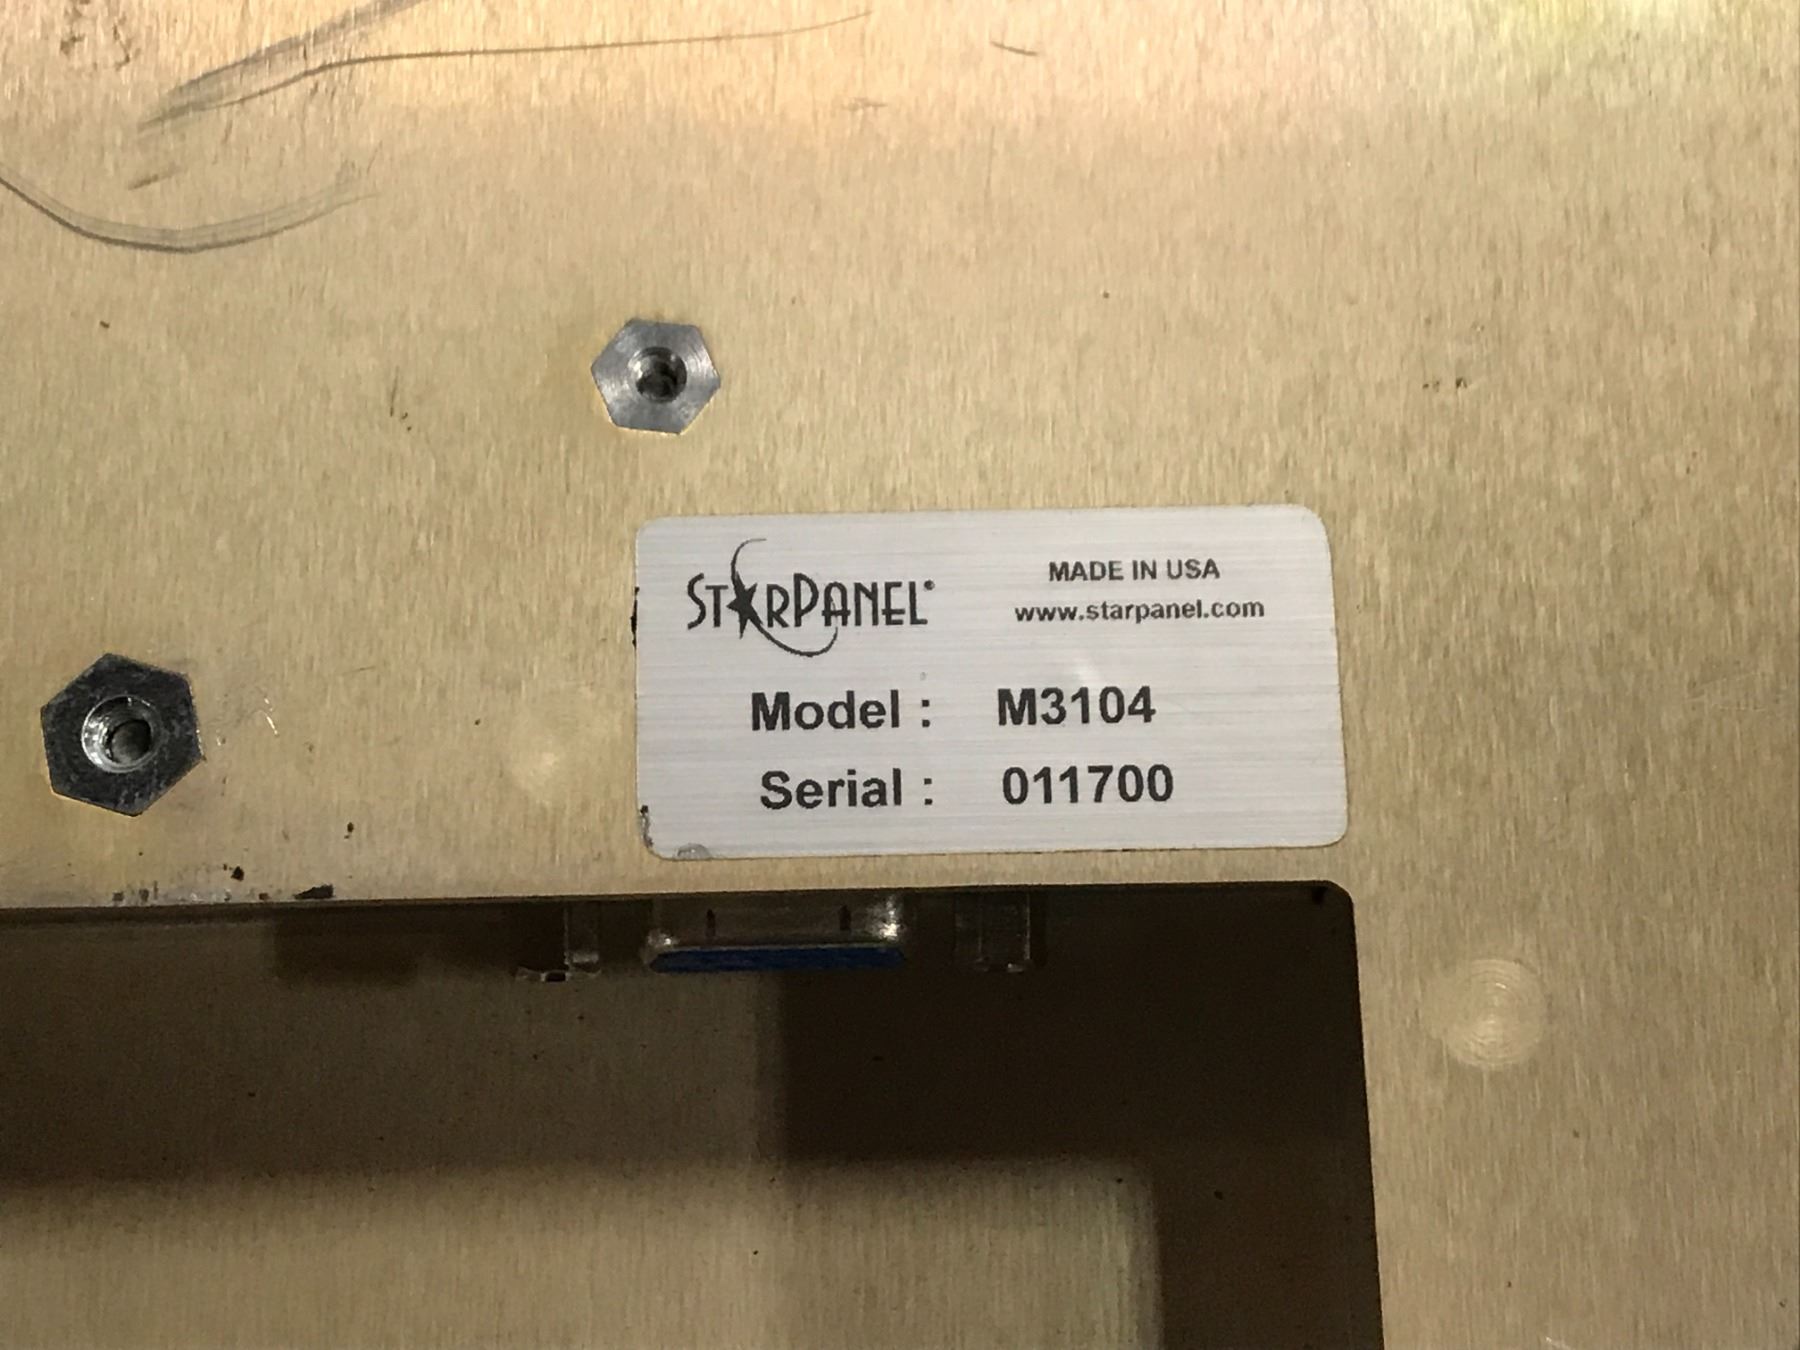 STARPANEL®
MADE IN USA
www.starpanel.com
Model : M3104
Serial : 011700